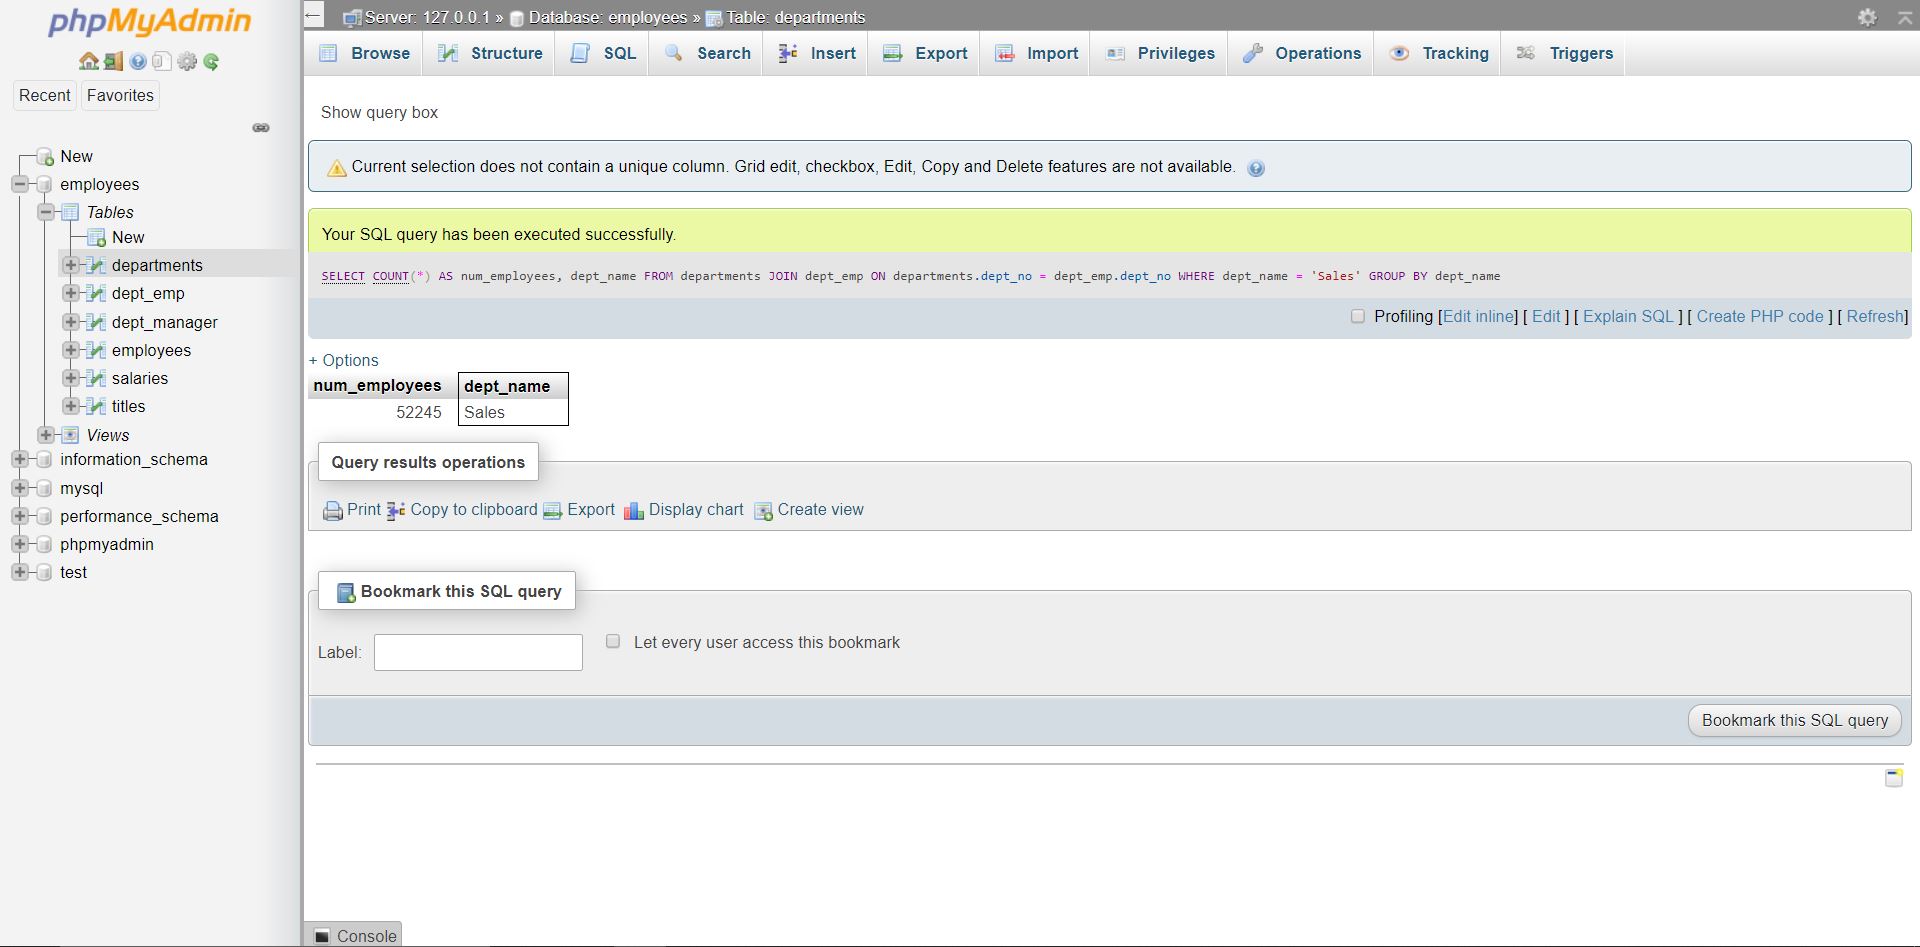 phpMyAdmin
Recent Favorites
New
employees
Tables
New
departments
dept_emp
dept_manager
employees
salaries
titles
Views
information_schema
mysql
performance_schema
phpmyadmin
test
Server: 127.0.0.1 » Database: employees » Table: departments
Browse Structure SQL Search Insert Export Import Privileges Operations Tracking Triggers
Show query box
Current selection does not contain a unique column. Grid edit, checkbox, Edit, Copy and Delete features are not available.
Your SQL query has been executed successfully.
SELECT COUNT(*) AS num_employees, dept_name FROM departments JOIN dept_emp ON departments.dept_no = dept_emp.dept_no WHERE dept_name = 'Sales' GROUP BY dept_name
Profiling [Edit inline] [ Edit ] [ Explain SQL ] [ Create PHP code ] [ Refresh]
+ Options
num_employees dept_name
52245 Sales
Query results operations
Print Copy to clipboard Export Display chart Create view
Bookmark this SQL query
Label: Let every user access this bookmark
Bookmark this SQL query
Console